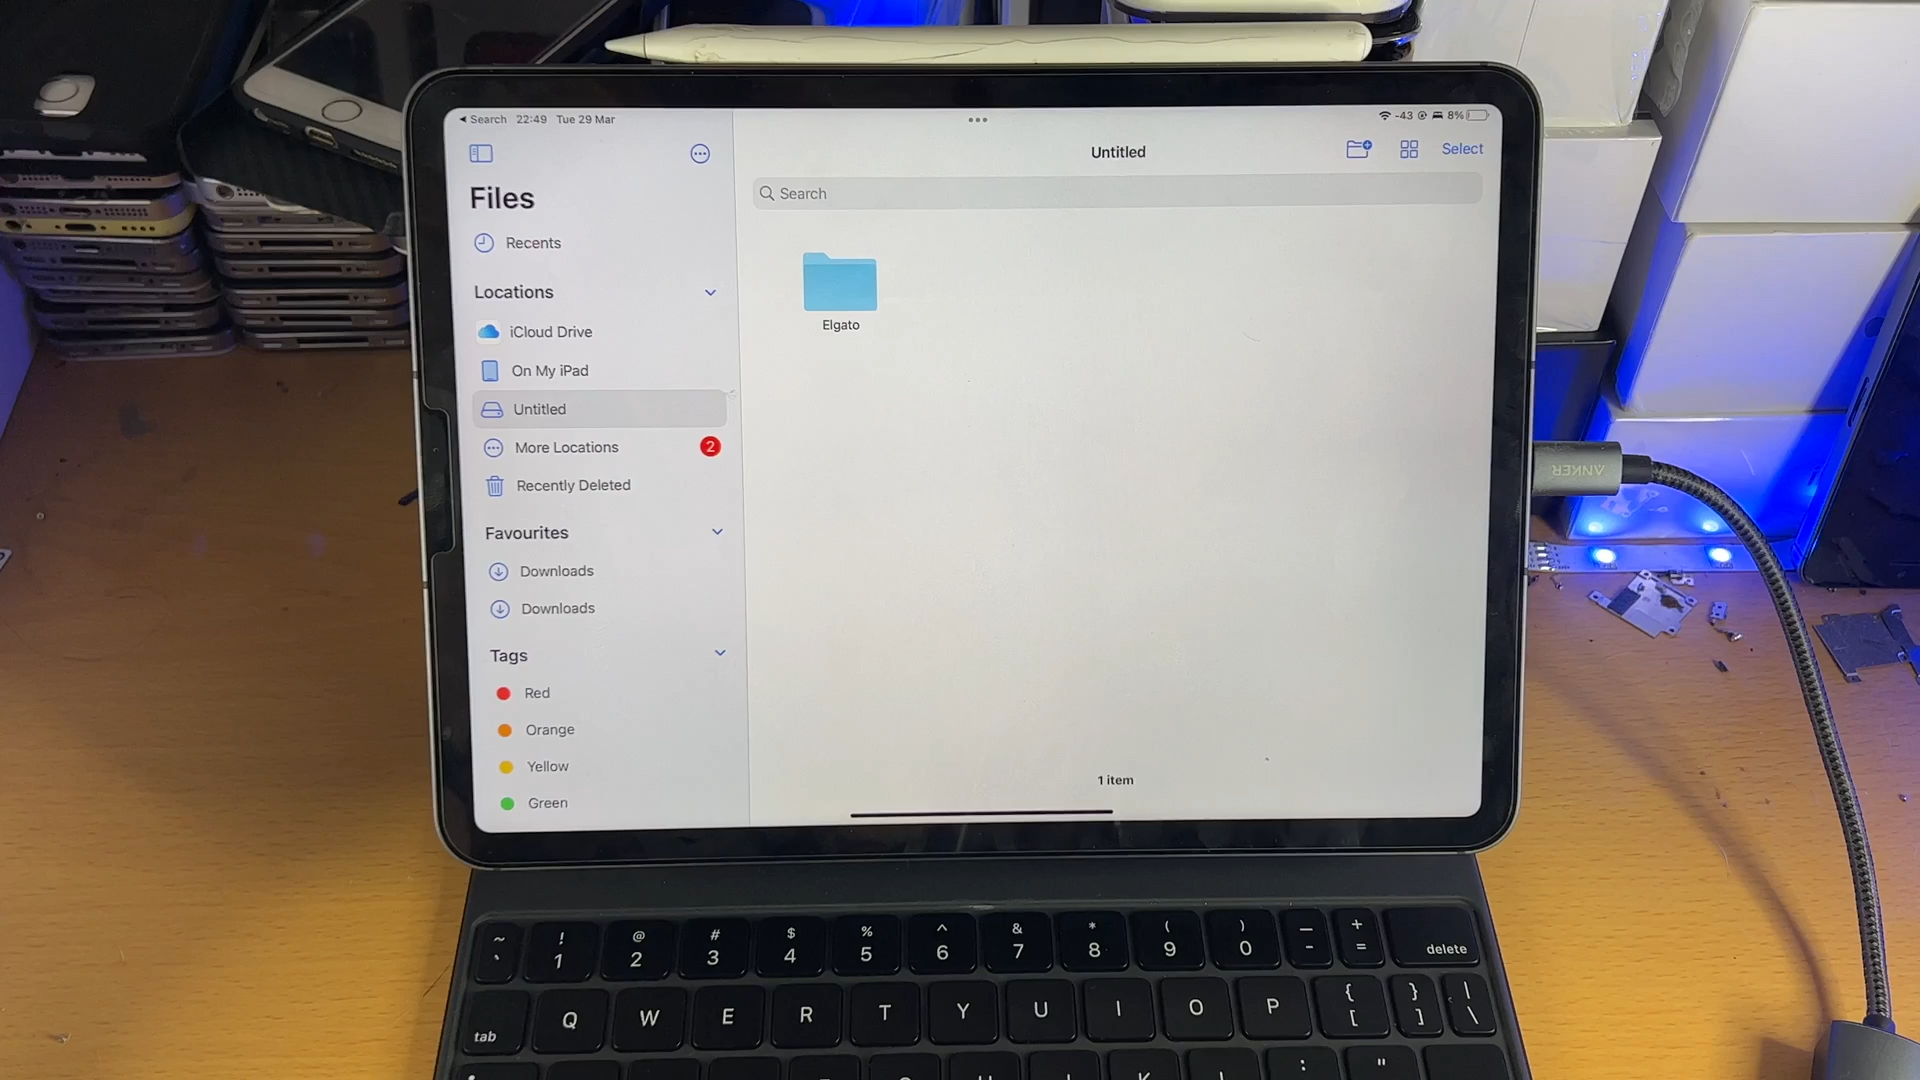 Search 22:49 Tue 29 Mar
-43 8%
Files
Recents
Locations
iCloud Drive
On My iPad
Untitled
More Locations 2
Recently Deleted
Favourites
Downloads
Downloads
Tags
Red
Orange
Yellow
Green
Untitled
Select
Search
Elgato
1 item
ANKER
~ ! @ # $ % ^ & * ( ) — +
` 1 2 3 4 5 6 7 8 9 0 - = delete
{ } |
tab Q W E R T Y U I O P [ ] \
: "